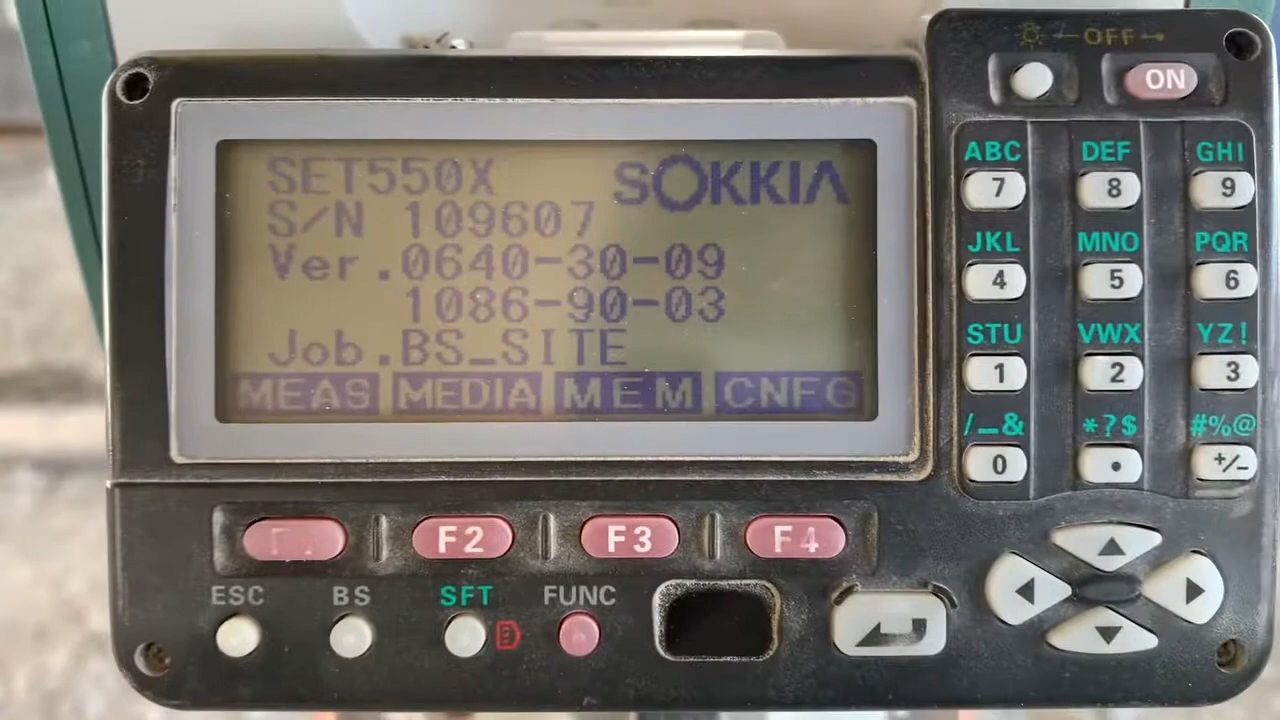 OFF
ON
SET550X SOKKIA
S/N 109607
Ver.0640-30-09
1086-90-03
Job.BS_SITE
MEAS MEDIA MEM CNFG
ABC DEF GHI
7 8 9
JKL MNO PQR
4 5 6
STU VWX YZ!
1 2 3
/_& *?$ #%@
0 . +/-
F2 F3 F4
ESC BS SFT FUNC